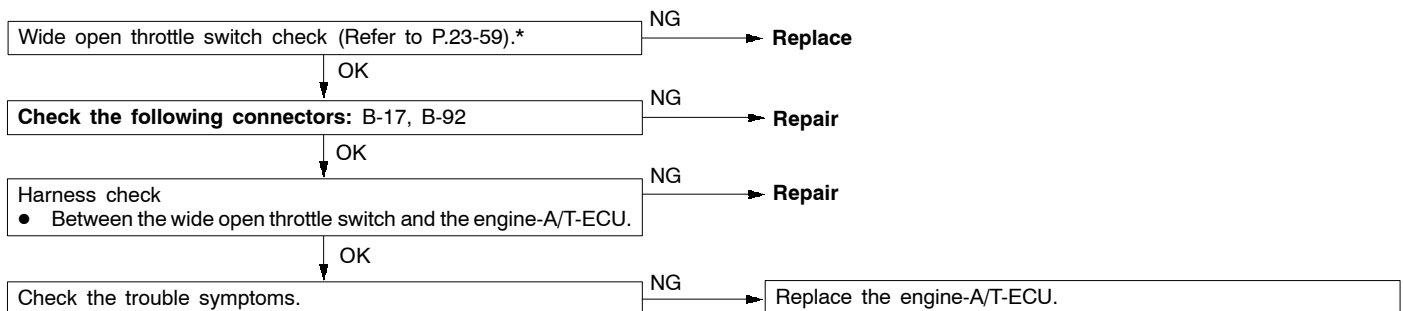 Wide open throttle switch check (Refer to P.23-59).*
NG
Replace
OK
Check the following connectors: B-17, B-92
NG
Repair
OK
Harness check
● Between the wide open throttle switch and the engine-A/T-ECU.
NG
Repair
OK
Check the trouble symptoms.
NG
Replace the engine-A/T-ECU.